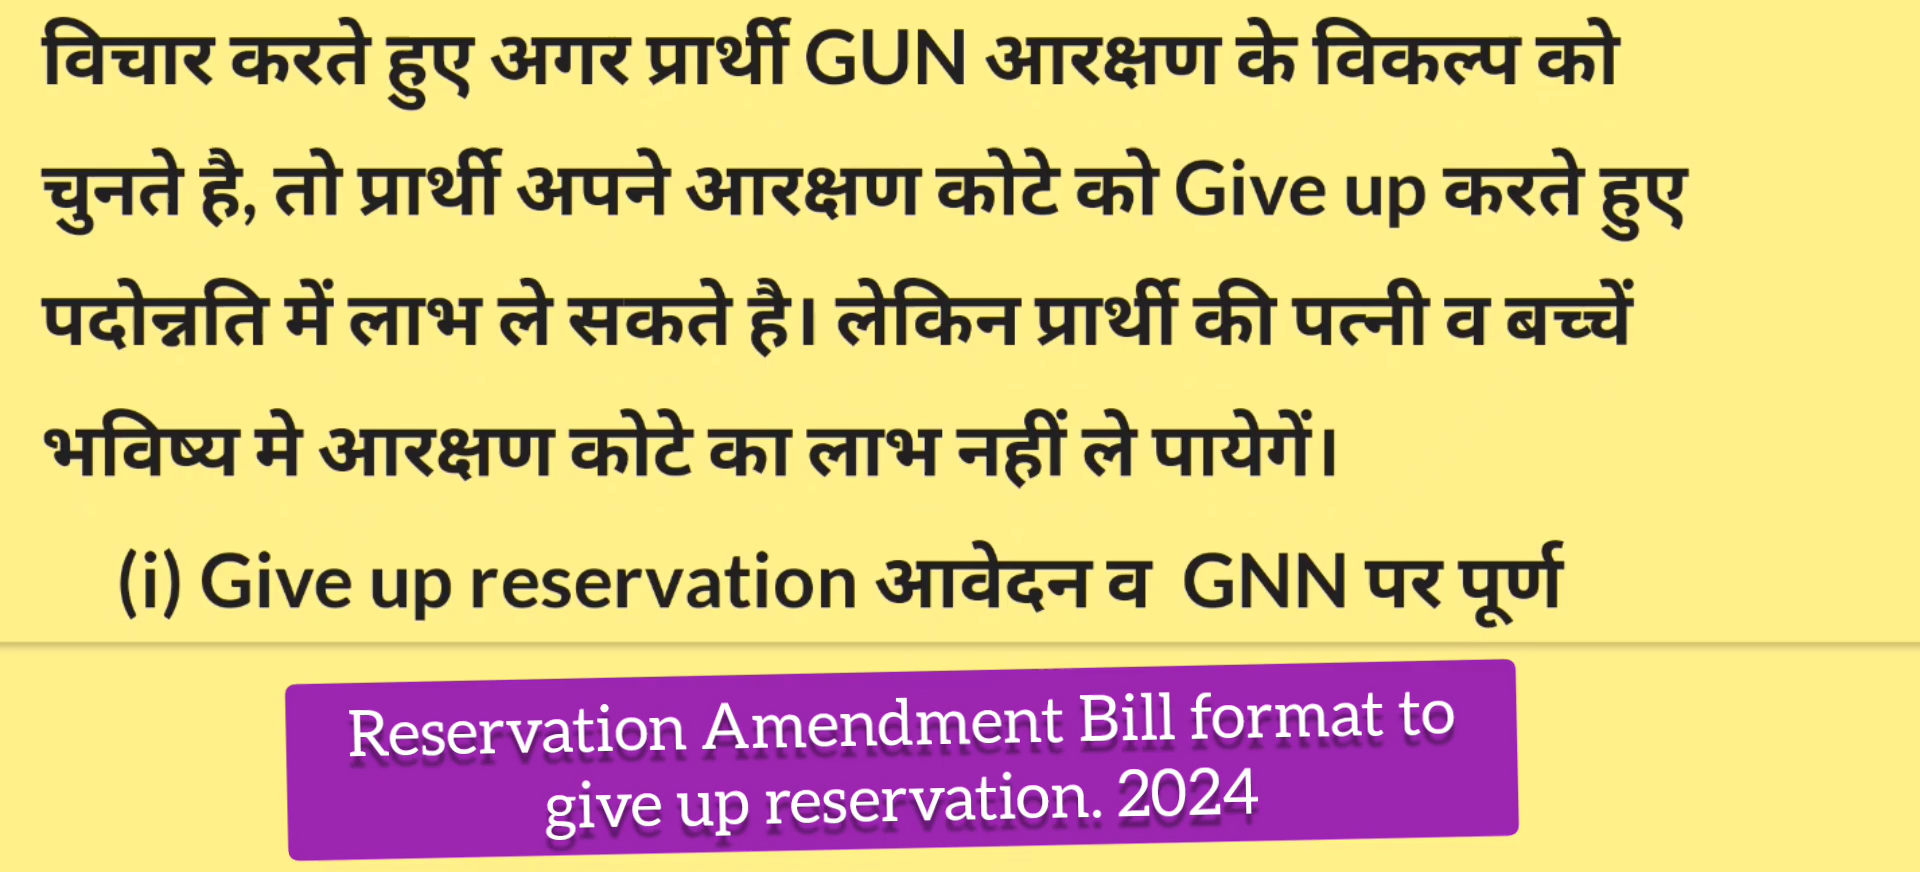 विचार करते हुए अगर प्रार्थी GUN आरक्षण के विकल्प को
चुनते है, तो प्रार्थी अपने आरक्षण कोटे को Give up करते हुए
पदोन्नति में लाभ ले सकते है। लेकिन प्रार्थी की पत्नी व बच्चें
भविष्य मे आरक्षण कोटे का लाभ नहीं ले पायेगें।
(i) Give up reservation आवेदन व GNN पर पूर्ण
Reservation Amendment Bill format to
give up reservation. 2024